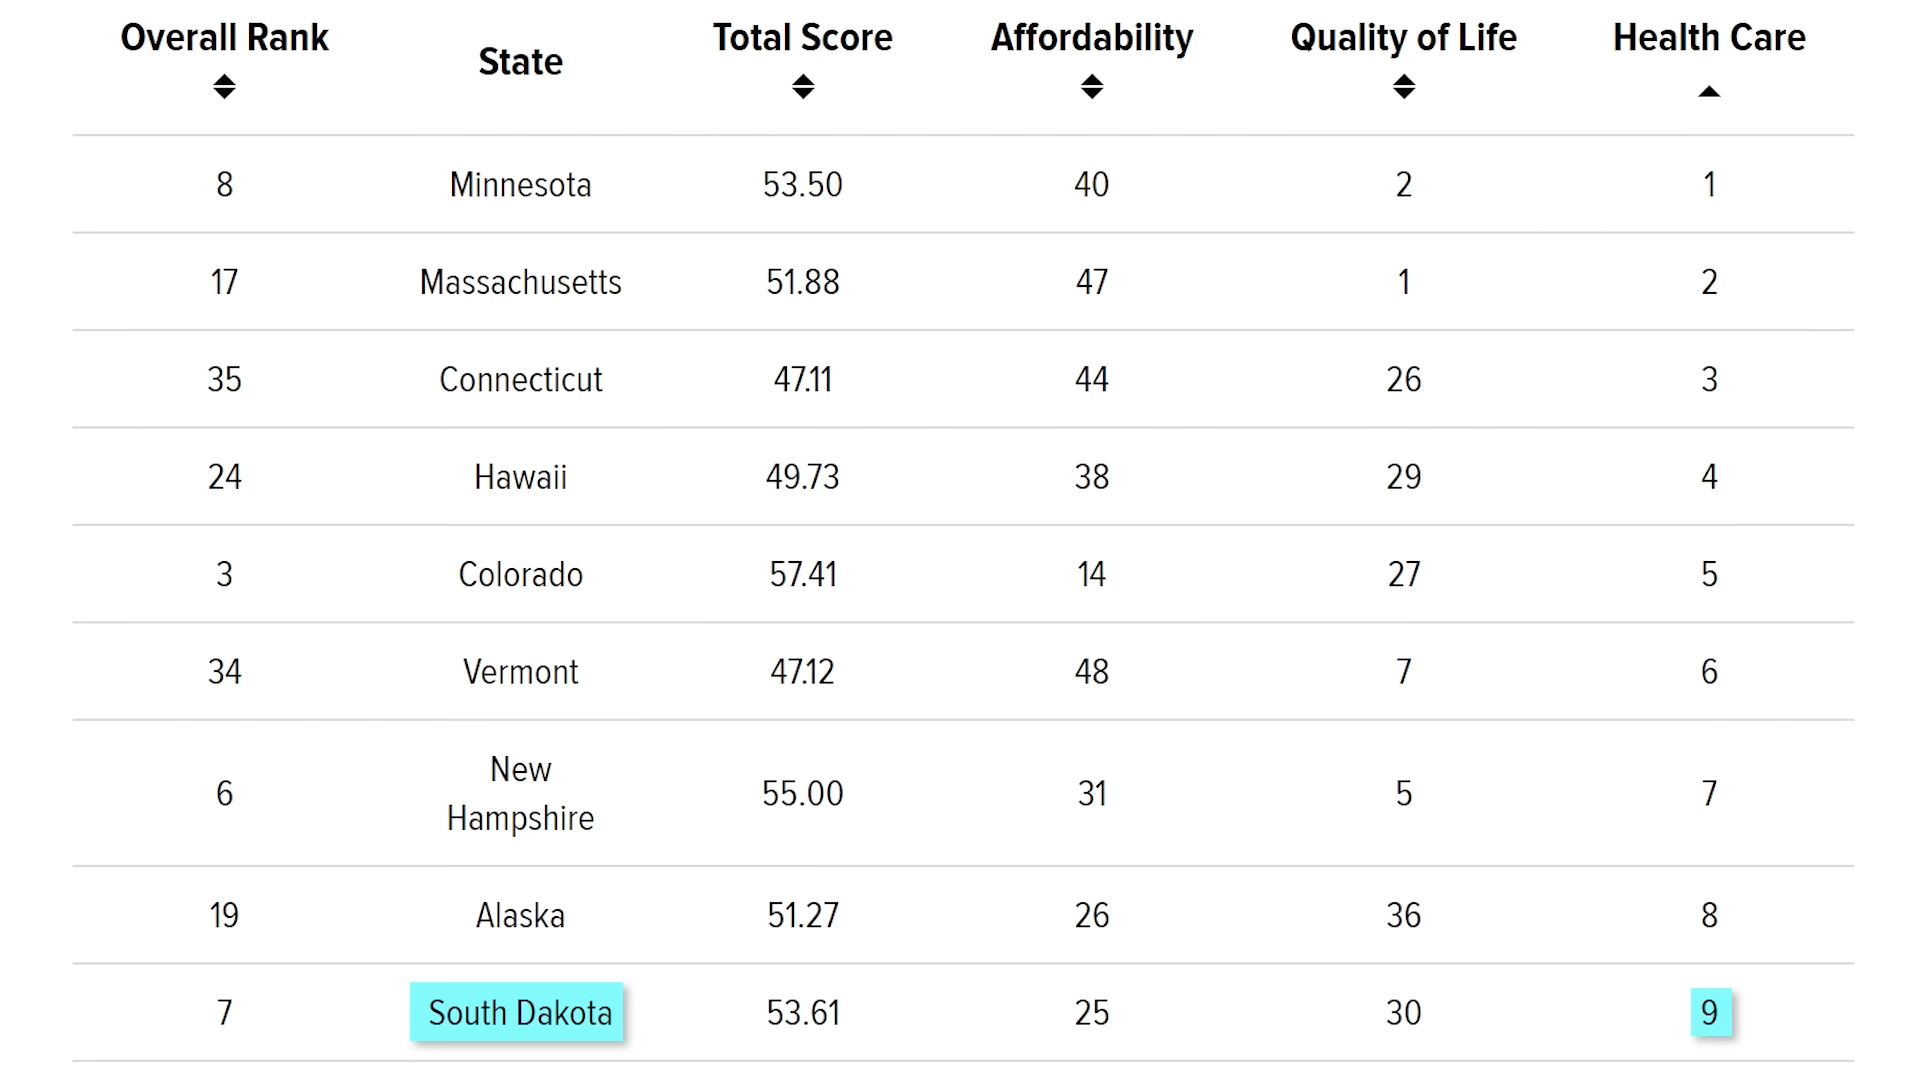 Overall Rank State Total Score Affordability Quality of Life Health Care
8 Minnesota 53.50 40 2 1
17 Massachusetts 51.88 47 1 2
35 Connecticut 47.11 44 26 3
24 Hawaii 49.73 38 29 4
3 Colorado 57.41 14 27 5
34 Vermont 47.12 48 7 6
6 New Hampshire 55.00 31 5 7
19 Alaska 51.27 26 36 8
7 South Dakota 53.61 25 30 9